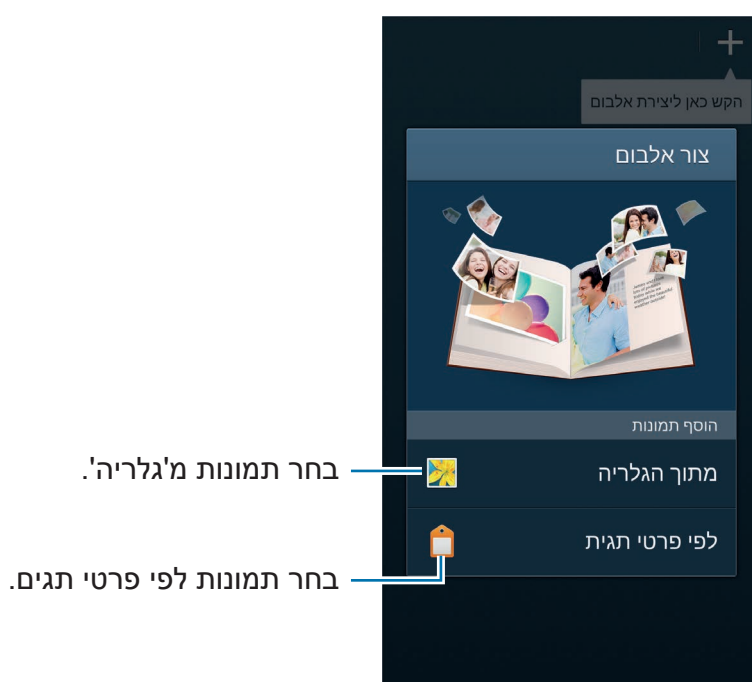 הקש כאן ליצירת אלבום
צור אלבום
הוסף תמונות
מתוך הגלריה
בחר תמונות מ'גלריה'.
לפי פרטי תגית
בחר תמונות לפי פרטי תגים.